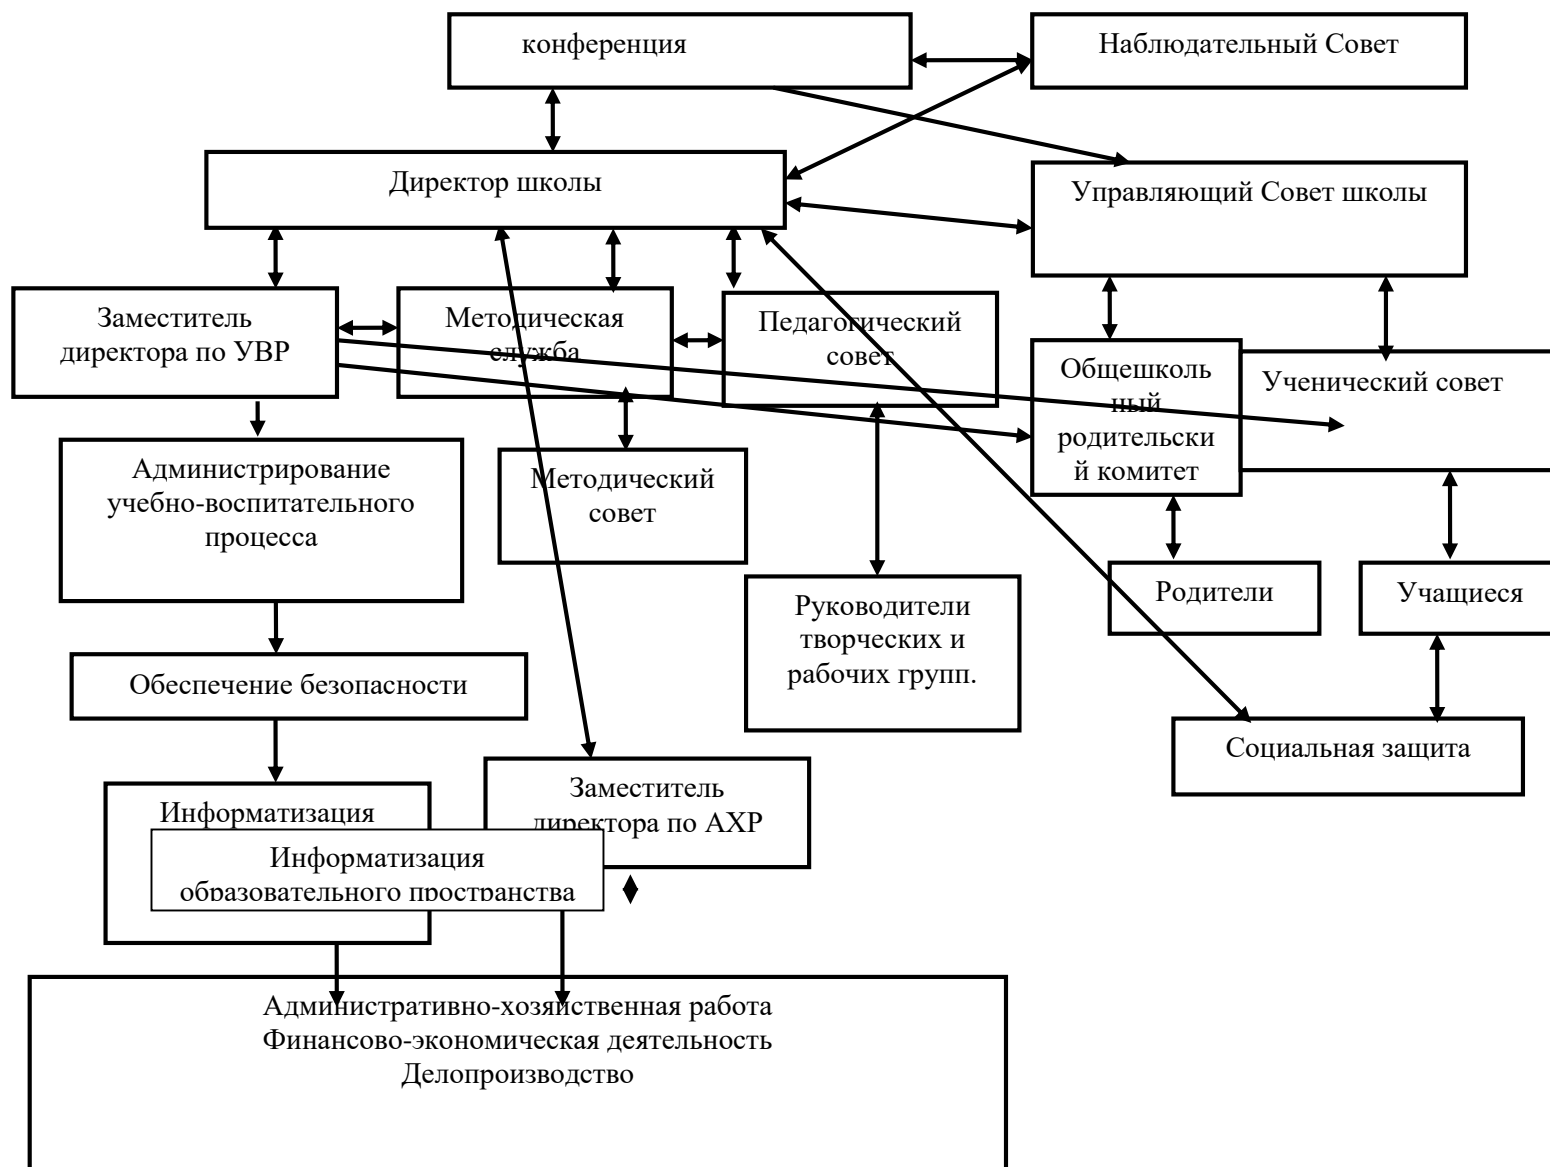 конференция
Наблюдательный Совет
Директор школы
Управляющий Совет школы
Заместитель
директора по УВР
Методическая
служба
Педагогический
совет
Общешколь
ный
родительски
й комитет
Ученический совет
Администрирование
учебно-воспитательного
процесса
Методический
совет
Родители
Учащиеся
Руководители
творческих и
рабочих групп.
Обеспечение безопасности
Социальная защита
Заместитель
директора по АХР
Информатизация
Информатизация
образовательного пространства
Административно-хозяйственная работа
Финансово-экономическая деятельность
Делопроизводство